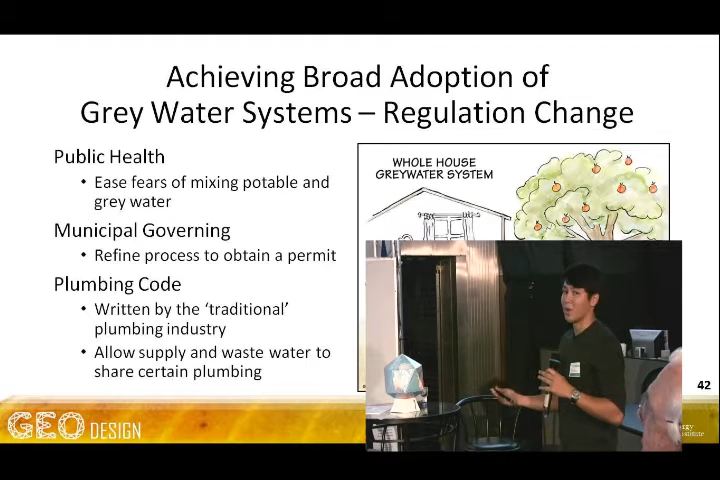 Achieving Broad Adoption of
Grey Water Systems – Regulation Change
Public Health
• Ease fears of mixing potable and
grey water
Municipal Governing
• Refine process to obtain a permit
Plumbing Code
• Written by the ‘traditional’
plumbing industry
• Allow supply and waste water to
share certain plumbing
WHOLE HOUSE
GREYWATER SYSTEM
42
GEO DESIGN